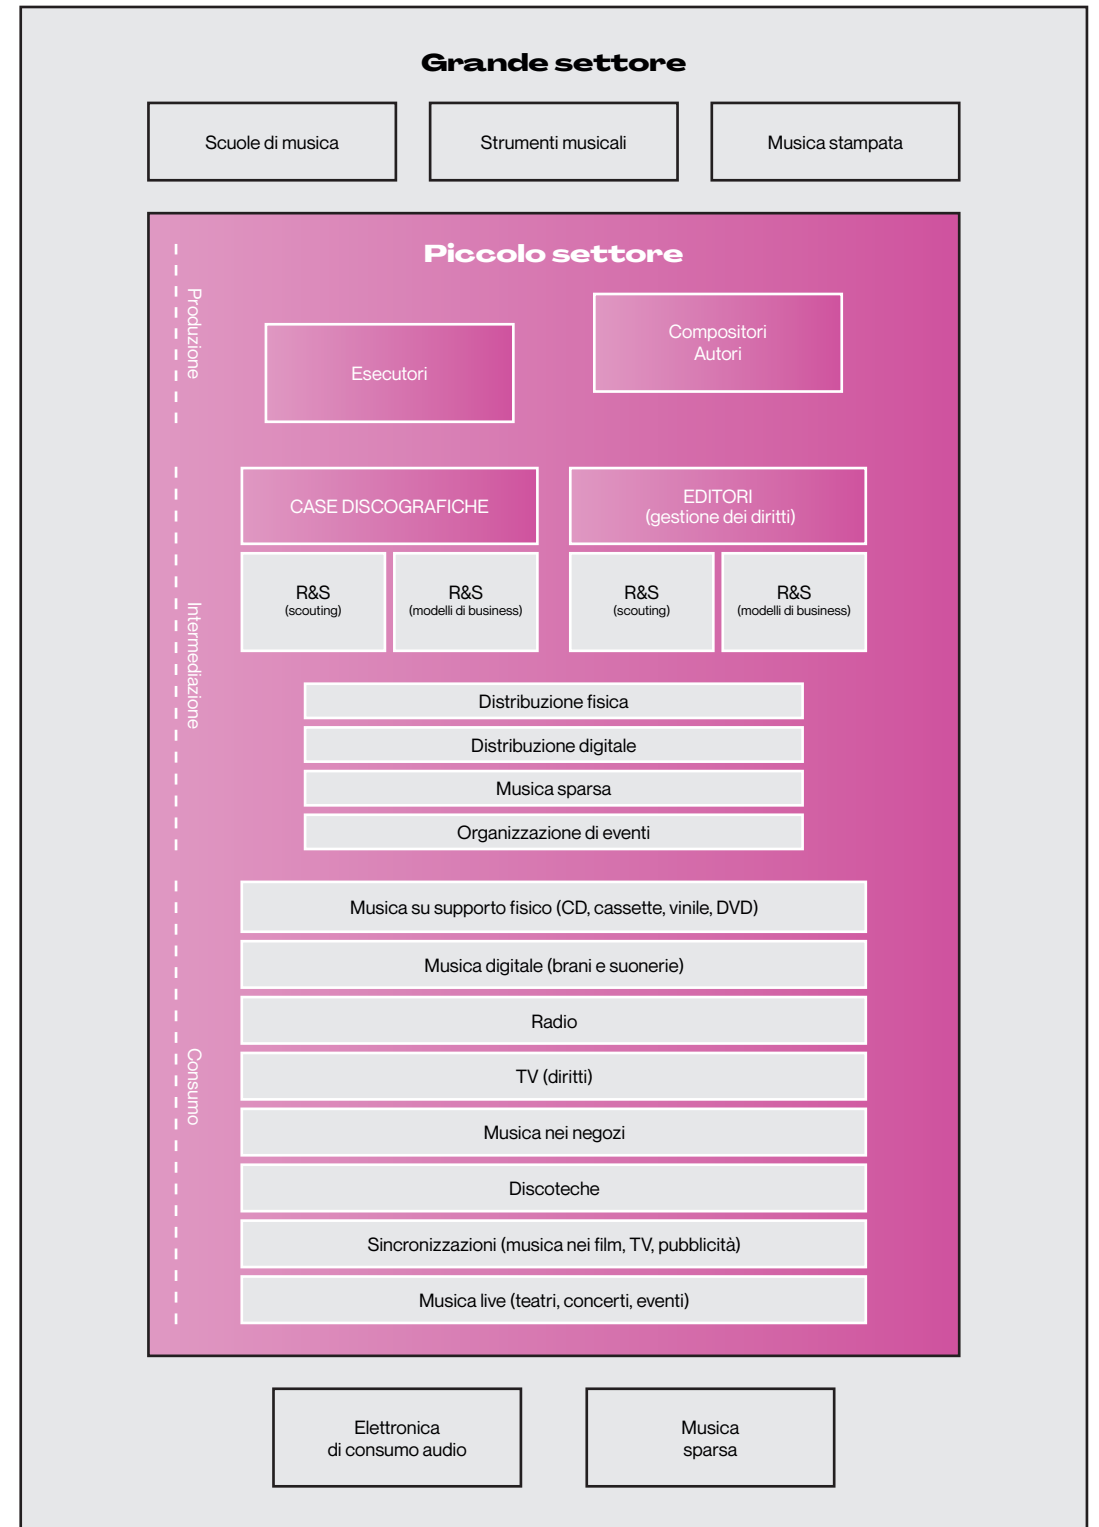 Grande settore
Scuole di musica
Strumenti musicali
Musica stampata
Piccolo settore
Produzione
Esecutori
Compositori
Autori
Intermediazione
CASE DISCOGRAFICHE
EDITORI
(gestione dei diritti)
R&S
(scouting)
R&S
(modelli di business)
R&S
(scouting)
R&S
(modelli di business)
Distribuzione fisica
Distribuzione digitale
Musica sparsa
Organizzazione di eventi
Consumo
Musica su supporto fisico (CD, cassette, vinile, DVD)
Musica digitale (brani e suonerie)
Radio
TV (diritti)
Musica nei negozi
Discoteche
Sincronizzazioni (musica nei film, TV, pubblicità)
Musica live (teatri, concerti, eventi)
Elettronica
di consumo audio
Musica
sparsa